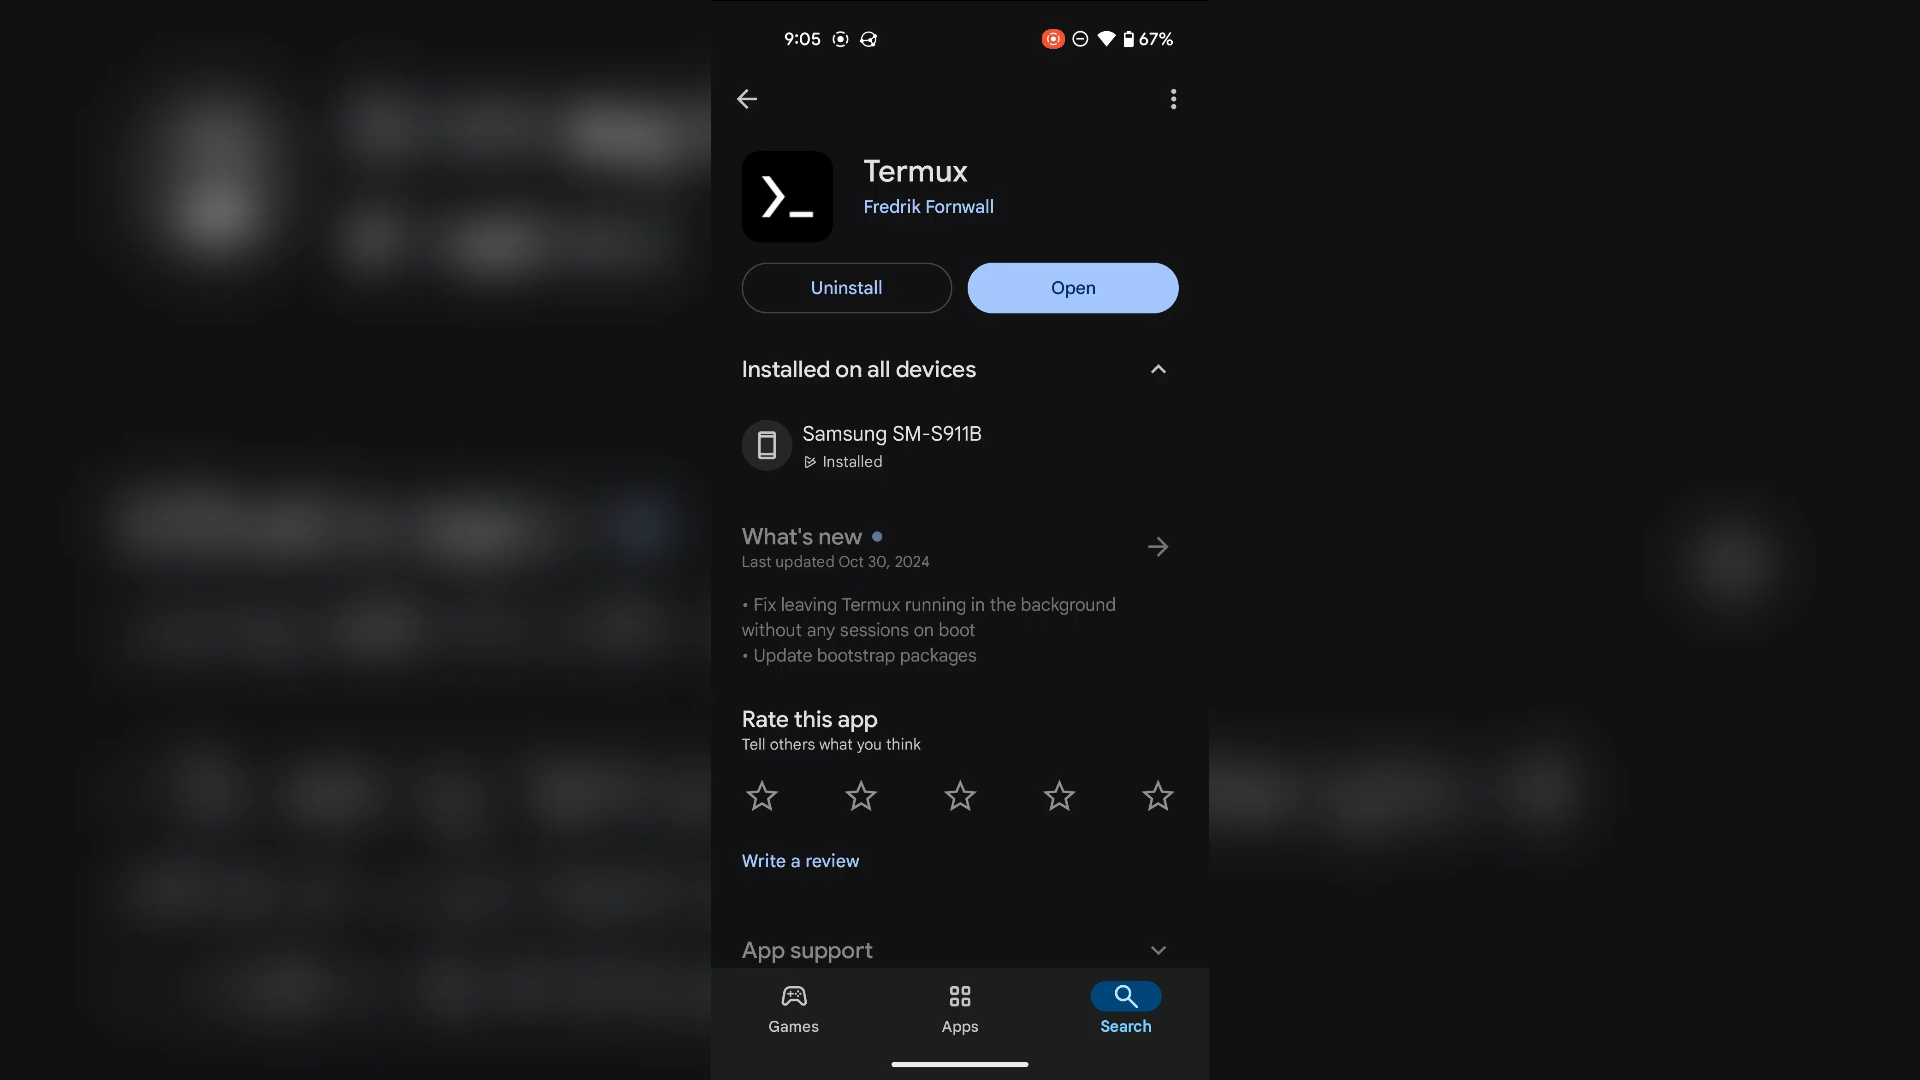 9:05 67%
Termux
Fredrik Fornwall
Uninstall Open
Installed on all devices
Samsung SM-S911B
Installed
What's new
Last updated Oct 30, 2024
• Fix leaving Termux running in the background
without any sessions on boot
• Update bootstrap packages
Rate this app
Tell others what you think
Write a review
App support
Games Apps Search